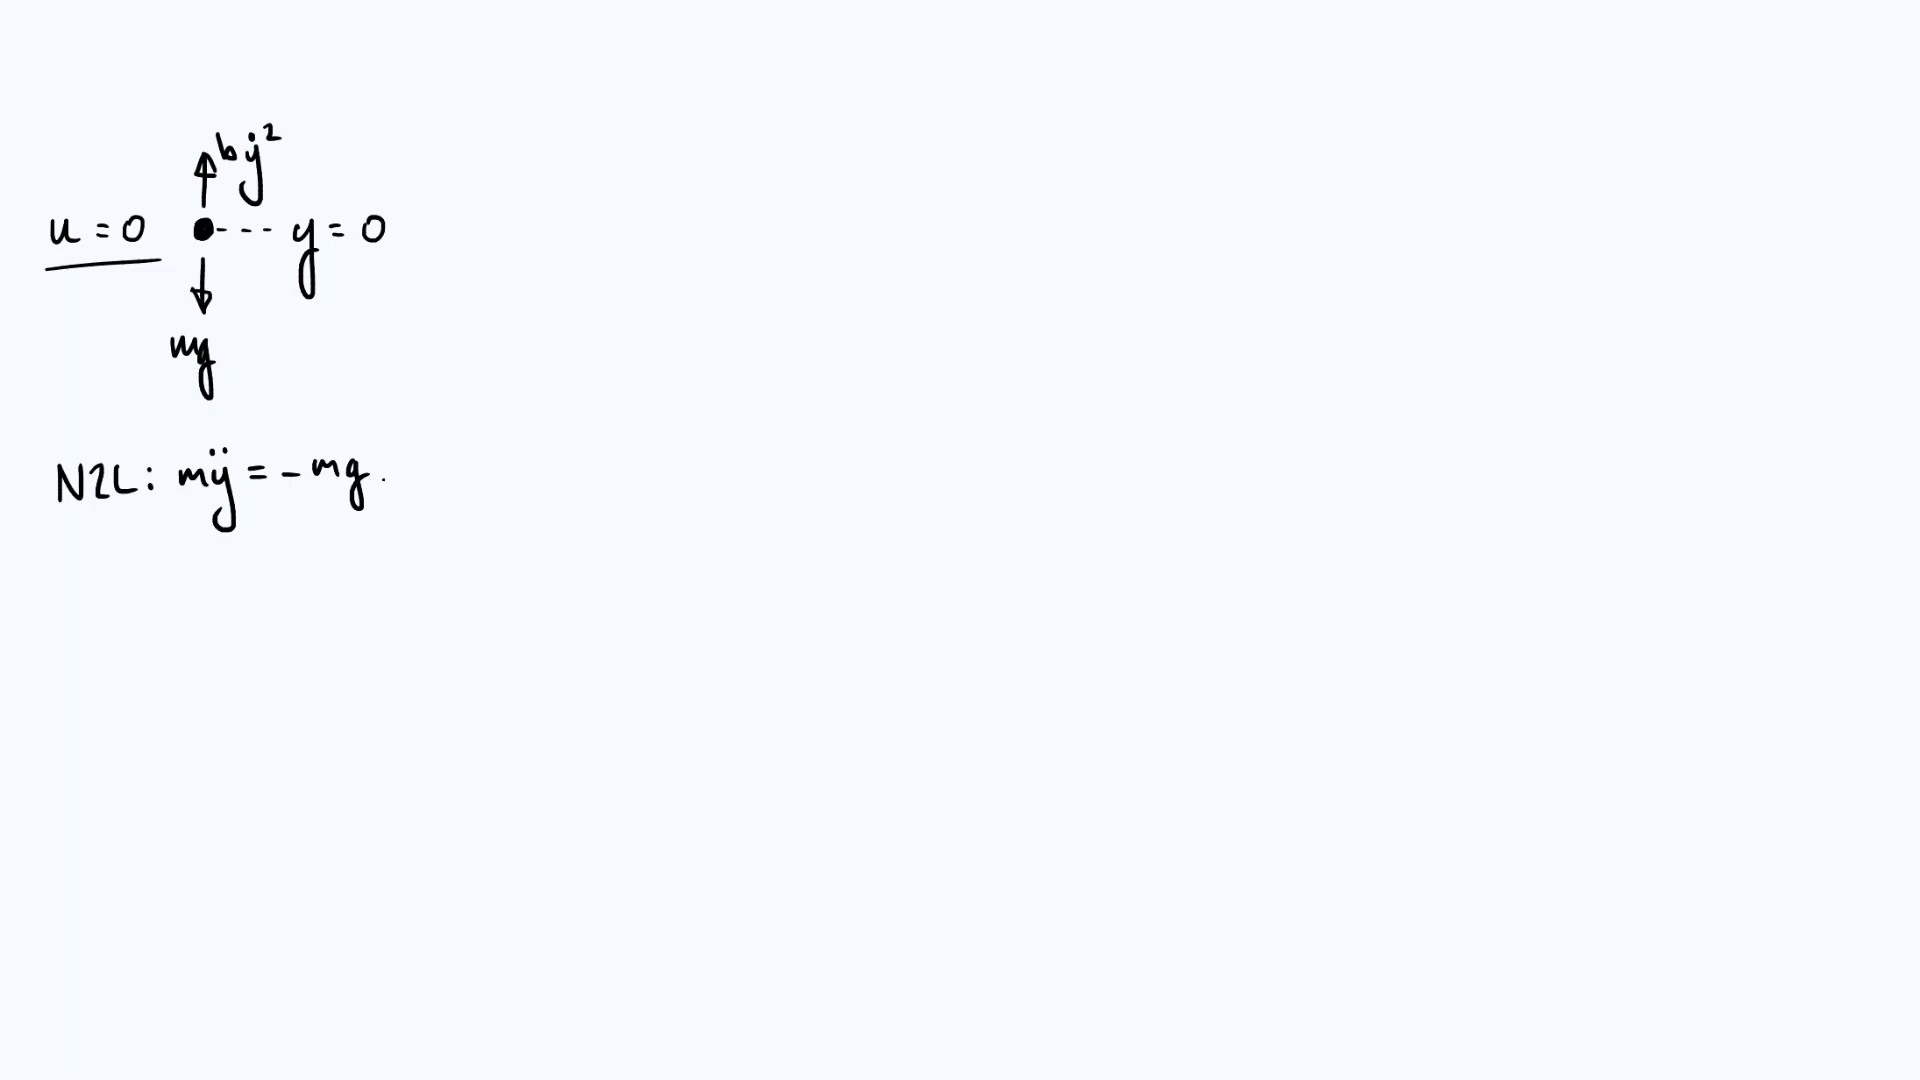 bẏ²
u = 0 --- y = 0
mg
N2L: mÿ = - mg .